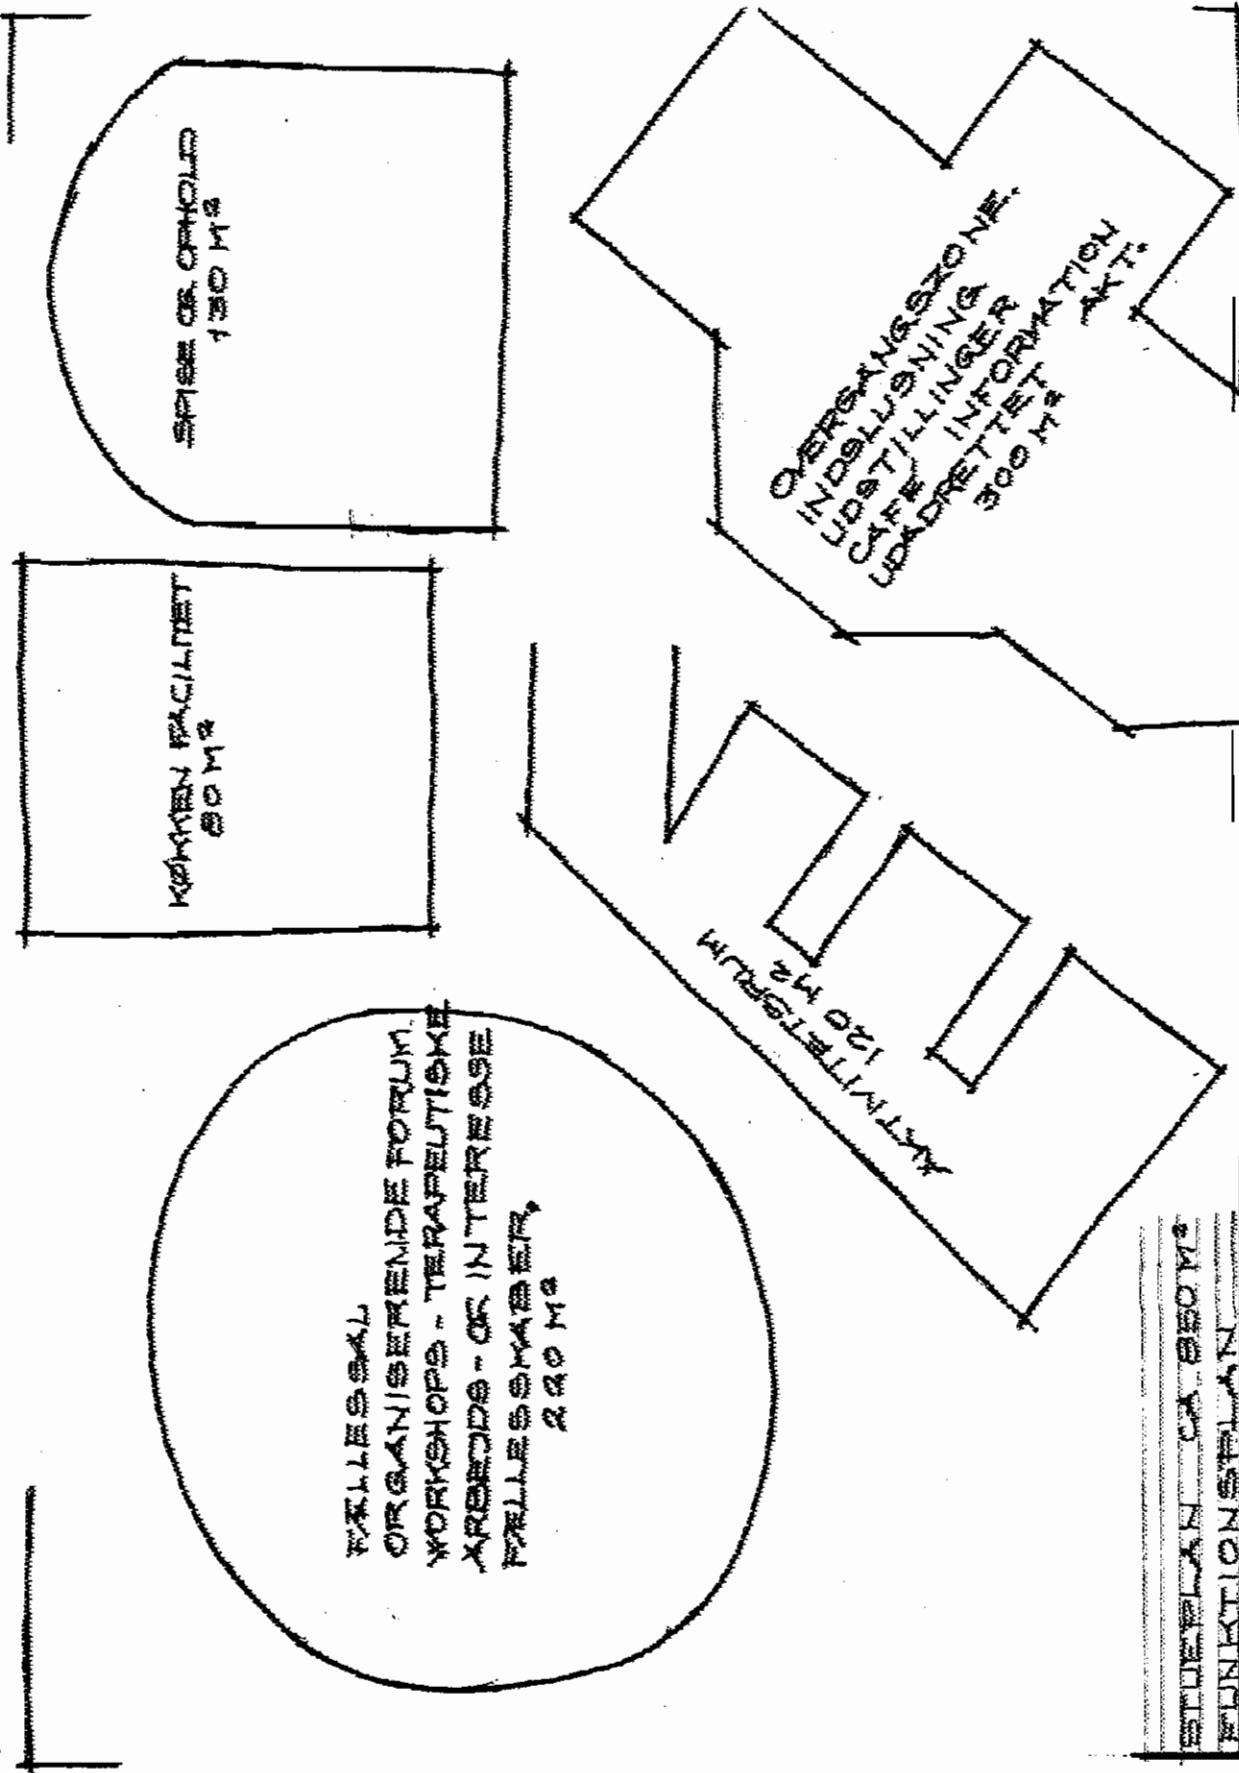 FÆLLESSAL
ORGANISERENDE FORUM.
WORKSHOPS - TERAPEUTISKE
ARBEJDS - OG INTERESSE
FÆLLESSKABER,
220 M²
KØKKEN FACILITET
80 M²
SPISE OG OPHOLD
130 M²
AKTIVITETSRUM
120 M2
OVERGANGSZONE.
INDSLUSNING
UDSTILLINGER
CAFE, INFORMATION
UDADRETTET AKT.
300 M²
STUEPLAN CA 850 M²
FUNKTIONSPLAN